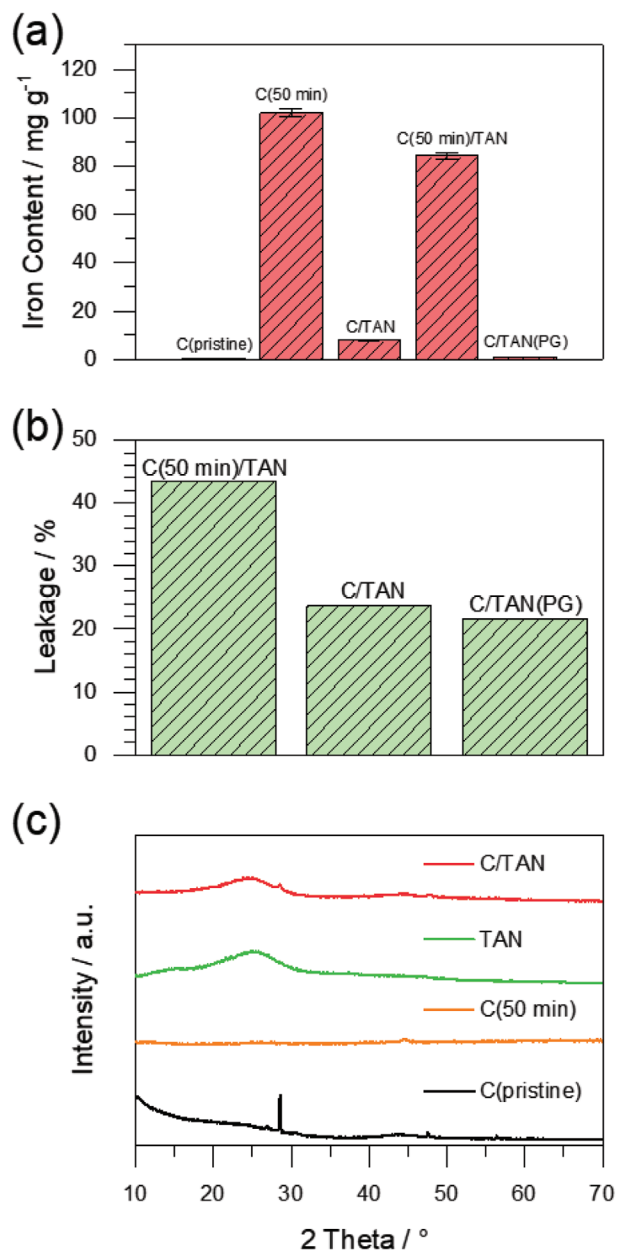 (a)
Iron Content / mg g⁻¹
120
100
80
60
40
20
0
C(pristine)
C(50 min)
C/TAN
C(50 min)/TAN
C/TAN(PG)
(b)
Leakage / %
50
40
30
20
10
0
C(50 min)/TAN
C/TAN
C/TAN(PG)
(c)
Intensity / a.u.
C/TAN
TAN
C(50 min)
C(pristine)
10 20 30 40 50 60 70
2 Theta / °